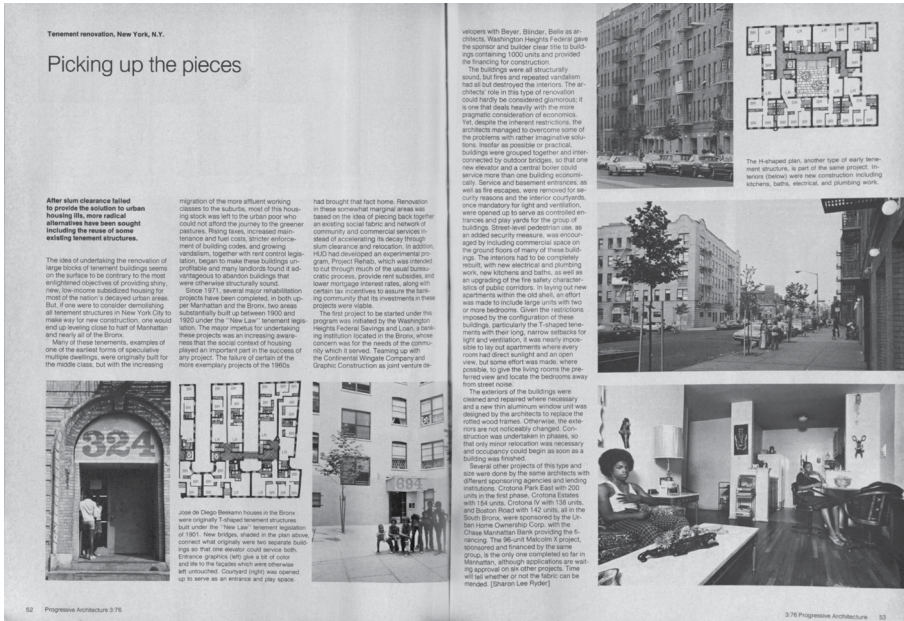 Tenement renovation, New York, N.Y.
Picking up the pieces
After slum clearance failed
to provide the solution to urban
housing ills, more radical
alternatives have been sought
including the reuse of some
existing tenement structures.
The idea of undertaking the renovation of
large blocks of tenement buildings seems
on the surface to be contrary to the most
enlightened objectives of providing shiny,
new, low-income subsidized housing for
most of the nation's decayed urban areas.
But, if one were to consider demolishing
all tenement structures in New York City to
make way for new construction, one would
end up leveling close to half of Manhattan
and nearly all of the Bronx.
Many of these tenements, examples of
one of the earliest forms of speculative
multiple dwellings, were originally built for
the middle class, but with the increasing
migration of the more affluent working
classes to the suburbs, most of this hous-
ing stock was left to the urban poor who
could not afford the journey to the greener
pastures. Rising taxes, increased main-
tenance and fuel costs, stricter enforce-
ment of building codes, and growing
vandalism, together with rent control legis-
lation, began to make these buildings un-
profitable and many landlords found it ad-
vantageous to abandon buildings that
were otherwise structurally sound.
Since 1971, several major rehabilitation
projects have been completed, in both up-
per Manhattan and the Bronx, two areas
substantially built up between 1900 and
1920 under the "New Law" tenement legis-
lation. The major impetus for undertaking
these projects was an increasing aware-
ness that the social context of housing
played an important part in the success of
any project. The failure of certain of the
more exemplary projects of the 1960s
had brought that fact home. Renovation
in these somewhat marginal areas was
based on the idea of piecing back together
an existing social fabric and network of
community and commercial services in-
stead of accelerating its decay through
slum clearance and relocation. In addition,
HUD had developed an experimental pro-
gram, Project Rehab, which was intended
to cut through much of the usual bureau-
cratic process, provide rent subsidies, and
lower mortgage interest rates, along with
certain tax incentives to assure the bank-
ing community that its investments in these
projects were viable.
The first project to be started under this
program was initiated by the Washington
Heights Federal Savings and Loan, a bank-
ing institution located in the Bronx, whose
concern was for the needs of the commu-
nity which it served. Teaming up with
the Continental Wingate Company and
Graphic Construction as joint venture de-
324
Jose de Diego Beekamn houses in the Bronx
were originally T-shaped tenement structures
built under the "New Law" tenement legislation
of 1901. New bridges, shaded in the plan above,
connect what originally were two separate build-
ings so that one elevator could service both.
Entrance graphics (left) give a bit of color
and life to the façades which were otherwise
left untouched. Courtyard (right) was opened
up to serve as an entrance and play space.
694
52 Progressive Architecture 3:76
velopers with Beyer, Blinder, Belle as ar-
chitects, Washington Heights Federal gave
the sponsor and builder clear title to build-
ings containing 1000 units and provided
the financing for construction.
The buildings were all structurally
sound, but fires and repeated vandalism
had all but destroyed the interiors. The ar-
chitects' role in this type of renovation
could hardly be considered glamorous; it
is one that deals heavily with the more
pragmatic consideration of economics.
Yet, despite the inherent restrictions, the
architects managed to overcome some of
the problems with rather imaginative solu-
tions. Insofar as possible or practical,
buildings were grouped together and inter-
connected by outdoor bridges, so that one
new elevator and a central boiler could
service more than one building economi-
cally. Service and basement entrances, as
well as fire escapes, were removed for se-
curity reasons and the interior courtyards,
once mandatory for light and ventilation,
were opened up to serve as controlled en-
trances and play yards for the group of
buildings. Street-level pedestrian use, as
an added security measure, was encour-
aged by including commercial space on
the ground floors of many of these build-
ings. The interiors had to be completely
rebuilt, with new electrical and plumbing
work, new kitchens and baths, as well as
an upgrading of the fire safety character-
istics of public corridors. In laying out new
apartments within the old shell, an effort
was made to include large units with two
or more bedrooms. Given the restrictions
imposed by the configuration of these
buildings, particularly the T-shaped tene-
ments with their long, narrow setbacks for
light and ventilation, it was nearly impos-
sible to lay out apartments where every
room had direct sunlight and an open
view, but some effort was made, where
possible, to give the living rooms the pre-
ferred view and locate the bedrooms away
from street noise.
The exteriors of the buildings were
cleaned and repaired where necessary
and a new thin aluminum window unit was
designed by the architects to replace the
rotted wood frames. Otherwise, the exte-
riors are not noticeably changed. Con-
struction was undertaken in phases, so
that only minor relocation was necessary
and occupancy could begin as soon as a
building was finished.
Several other projects of this type and
size were done by the same architects with
different sponsoring agencies and lending
institutions. Crotona Park East with 200
units in the first phase, Crotona Estates
with 154 units, Crotona IV with 138 units,
and Boston Road with 142 units, all in the
South Bronx, were sponsored by the Ur-
ban Home Ownership Corp. with the
Chase Manhattan Bank providing the fi-
nancing. The 96-unit Malcolm X project,
sponsored and financed by the same
group, is the only one completed so far in
Manhattan, although applications are wait-
ing approval on six other projects. Time
will tell whether or not the fabric can be
mended. [Sharon Lee Ryder]
The H-shaped plan, another type of early tene-
ment structure, is part of the same project. In-
teriors (below) were new construction including
kitchens, baths, electrical, and plumbing work.
3:76 Progressive Architecture 53